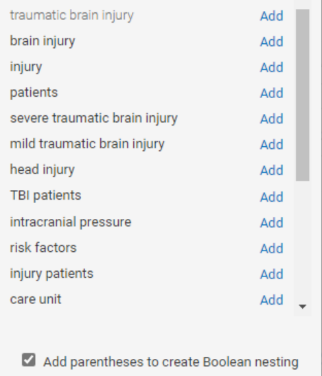 traumatic brain injury Add
brain injury Add
injury Add
patients Add
severe traumatic brain injury Add
mild traumatic brain injury Add
head injury Add
TBI patients Add
intracranial pressure Add
risk factors Add
injury patients Add
care unit Add
Add parentheses to create Boolean nesting